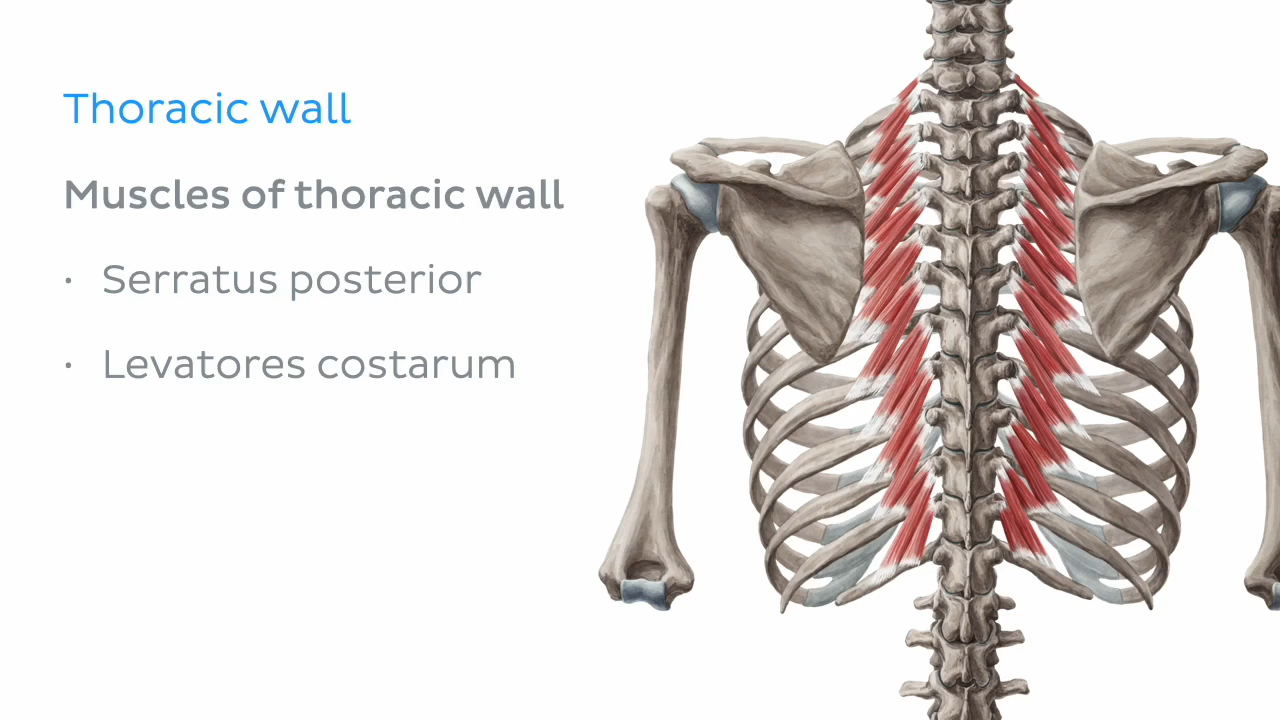 Thoracic wall
Muscles of thoracic wall
· Serratus posterior
· Levatores costarum